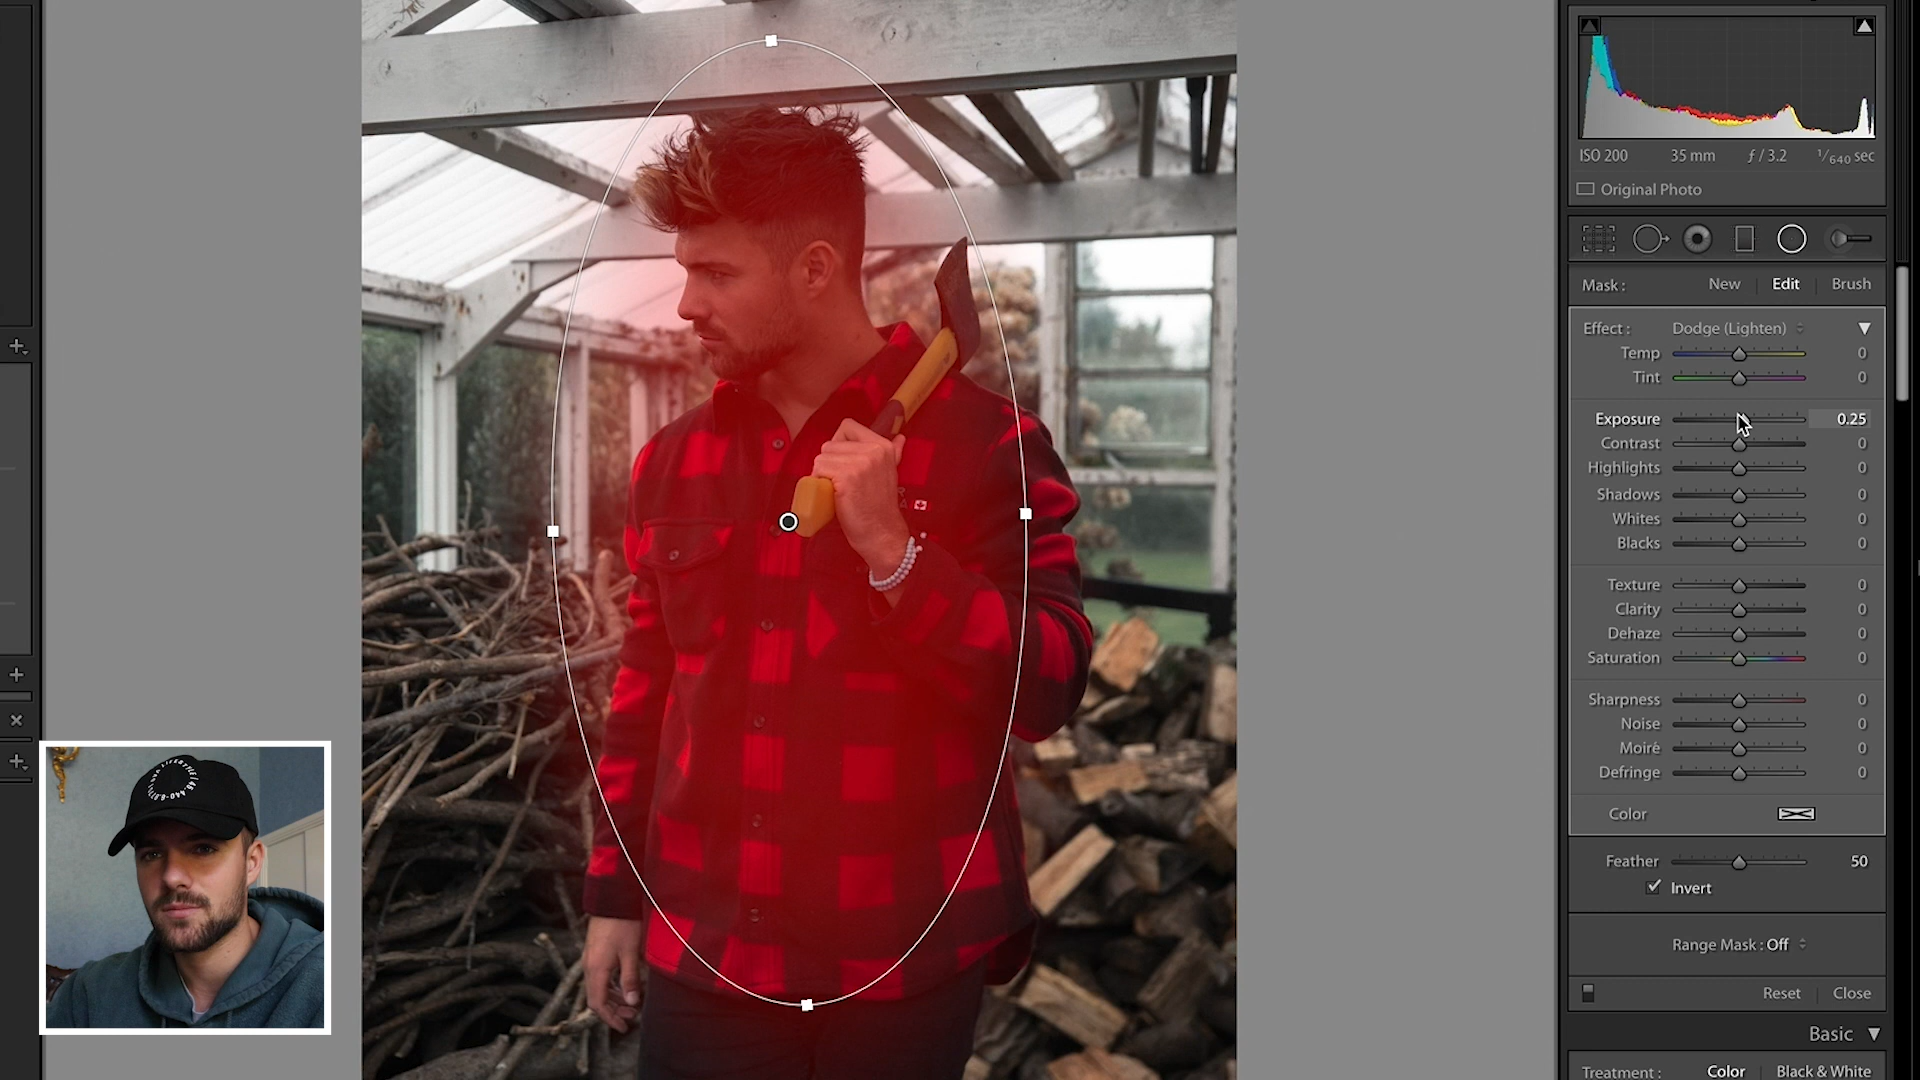 ISO 200 35 mm ƒ / 3.2 1/640 sec
Original Photo
Mask : New Edit Brush
Effect : Dodge (Lighten)
Temp 0
Tint 0
Exposure 0.25
Contrast 0
Highlights 0
Shadows 0
Whites 0
Blacks 0
Texture 0
Clarity 0
Dehaze 0
Saturation 0
Sharpness 0
Noise 0
Moiré 0
Defringe 0
Color
Feather 50
Invert
Range Mask : Off
Reset Close
Basic
Treatment : Color Black & White